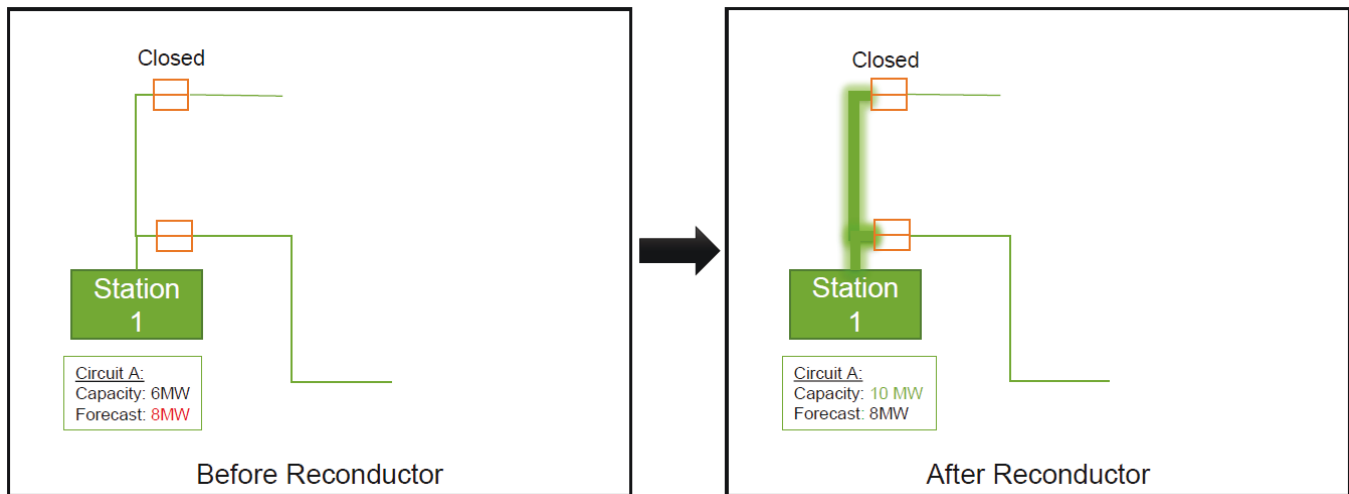 Closed
Station
1
Circuit A:
Capacity: 6MW
Forecast: 8MW
Before Reconductor
Closed
Station
1
Circuit A:
Capacity: 10 MW
Forecast: 8MW
After Reconductor